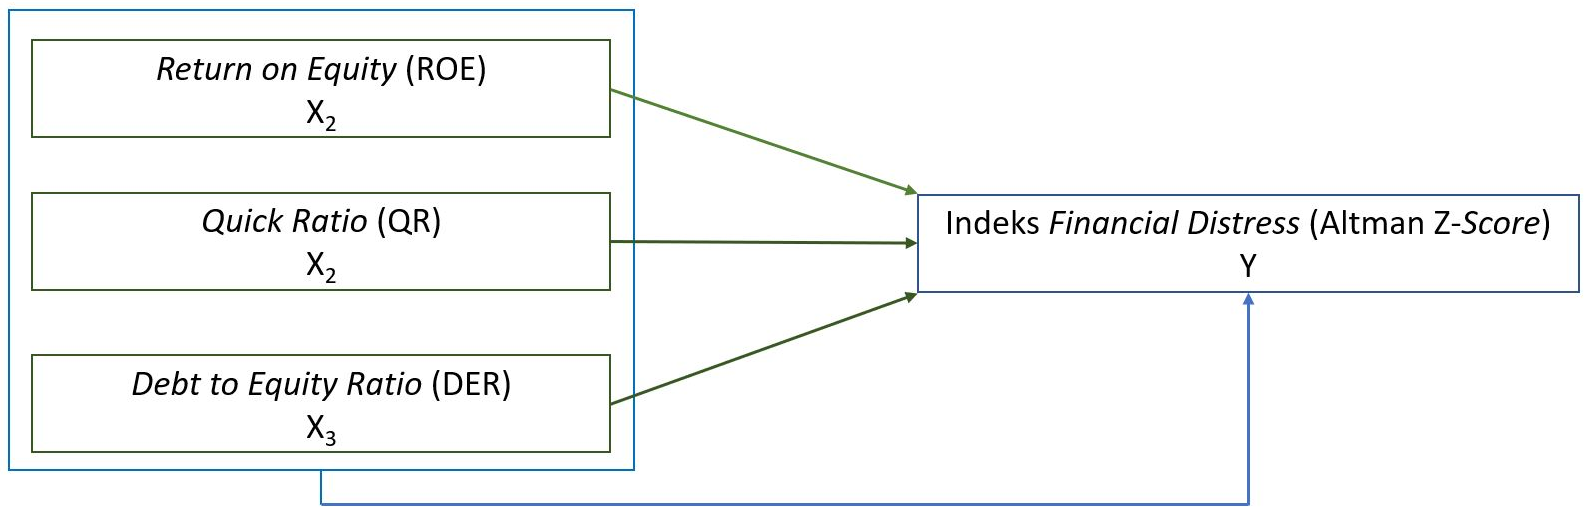 Return on Equity (ROE)
X₂
Quick Ratio (QR)
X₂
Debt to Equity Ratio (DER)
X₃
Indeks Financial Distress (Altman Z-Score)
Y